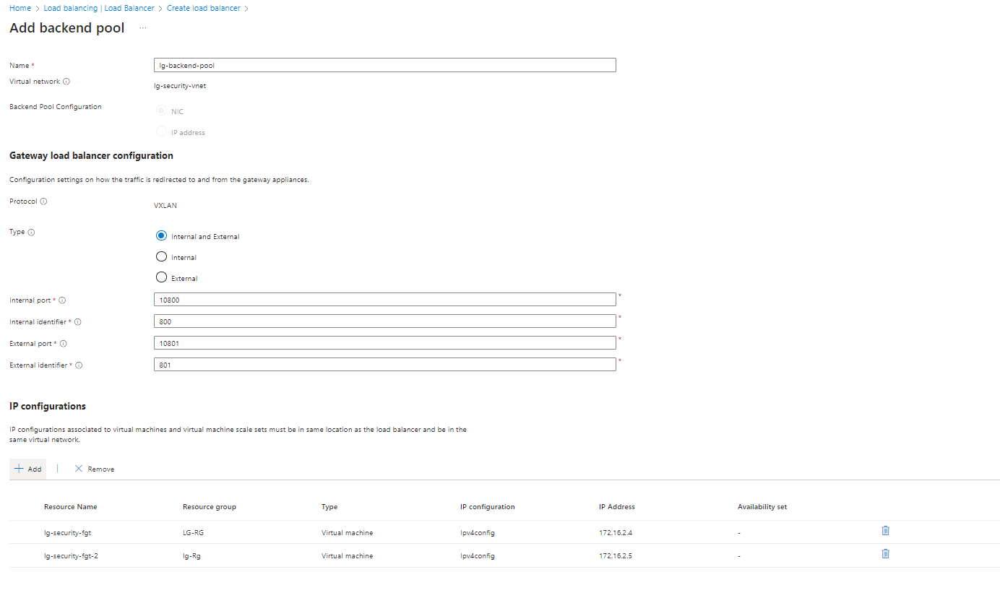 Home > Load balancing | Load Balancer > Create load balancer >
Add backend pool ...
Name *
lg-backend-pool
Virtual network
lg-security-vnet
Backend Pool Configuration
NIC
IP address
Gateway load balancer configuration
Configuration settings on how the traffic is redirected to and from the gateway appliances.
Protocol
VXLAN
Type
Internal and External
Internal
External
Internal port *
10800 *
Internal identifier *
800 *
External port *
10801 *
External identifier *
801 *
IP configurations
IP configurations associated to virtual machines and virtual machine scale sets must be in same location as the load balancer and be in the
same virtual network.
+ Add | Remove
Resource Name Resource group Type IP configuration IP Address Availability set
lg-security-fgt LG-RG Virtual machine Ipv4config 172.16.2.4 -
lg-security-fgt-2 lg-Rg Virtual machine Ipv4config 172.16.2.5 -